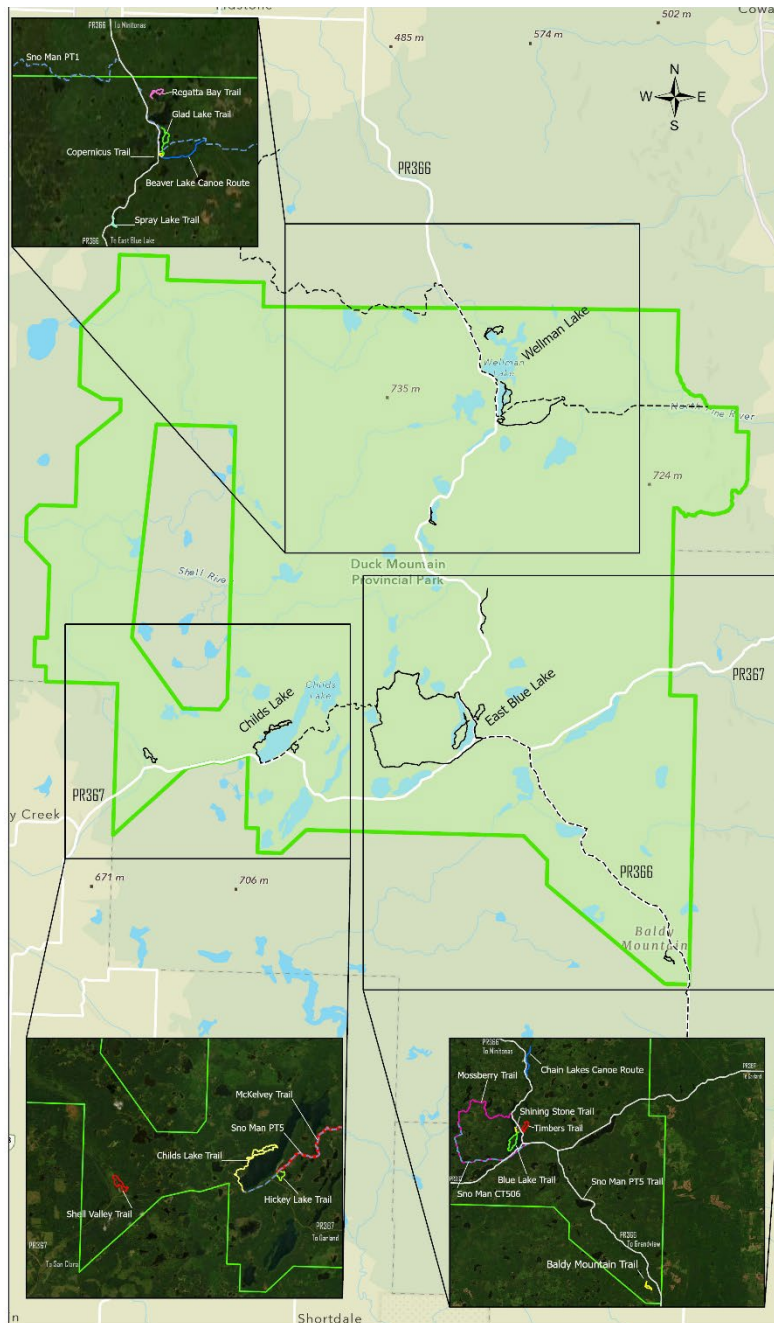 502 m
485 m
574 m
N
W E
S
PR366
To Minitonas
Sno Man PT1
Regatta Bay Trail
Glad Lake Trail
Copernicus Trail
Beaver Lake Canoe Route
Spray Lake Trail
PR366
To East Blue Lake
PR366
Wellman Lake
Wellman
Lake
735 m
724 m
Duck Mountain
Provincial Park
Childs Lake
Childs
Lake
East Blue Lake
PR367
PR367
y Creek
PR366
671 m
706 m
Baldy
Mountain
McKelvey Trail
Sno Man PT5
Childs Lake Trail
Hickey Lake Trail
Shell Valley Trail
PR367
PR367
To Garland
PR366
To Minitonas
Chain Lakes Canoe Route
Mossberry Trail
PR367
Shining Stone Trail
Timbers Trail
Blue Lake Trail
Sno Man CT506
Sno Man PT5 Trail
PR366
To Grandview
Baldy Mountain Trail
n
Shortdale